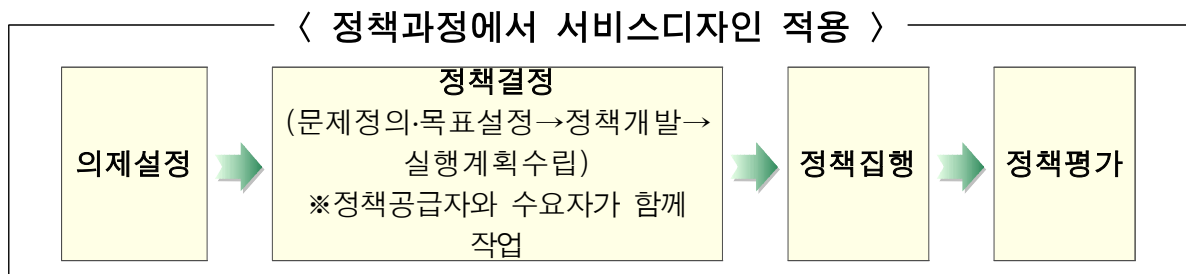 〈 정책과정에서 서비스디자인 적용 〉
의제설정
정책결정
(문제정의·목표설정→정책개발→
실행계획수립)
※정책공급자와 수요자가 함께
작업
정책집행
정책평가